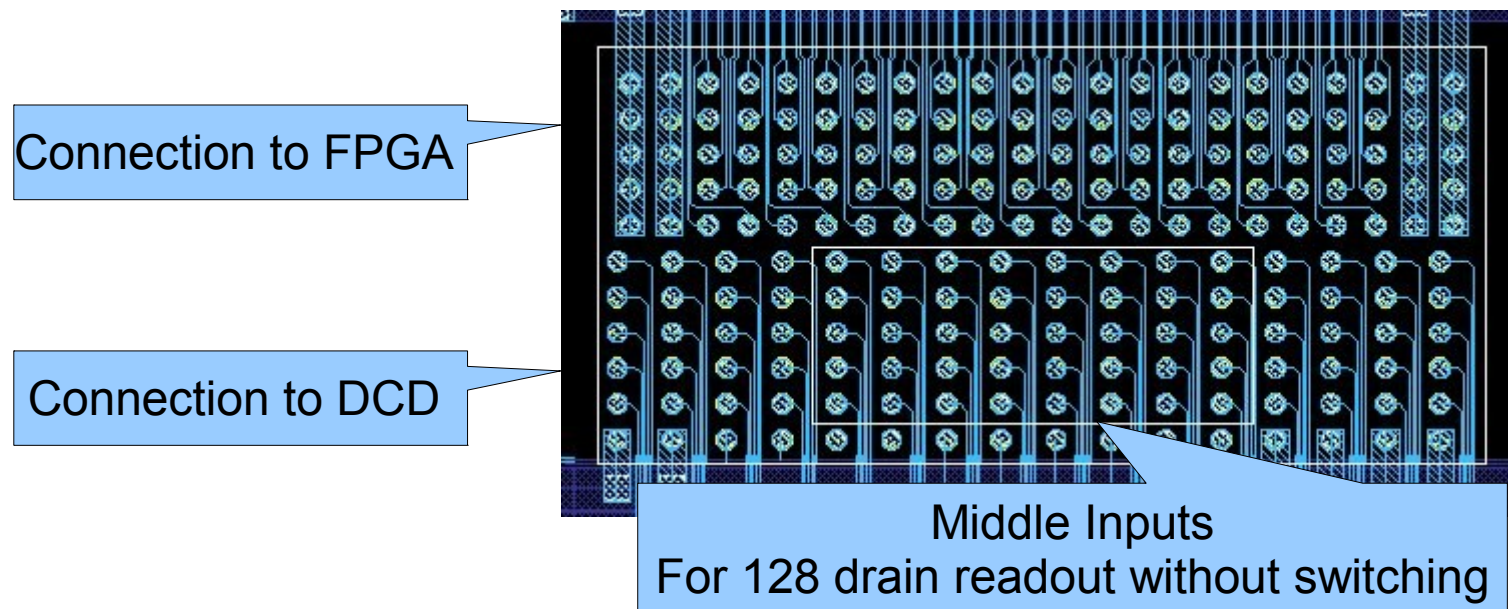 Connection to FPGA
Connection to DCD
Middle Inputs
For 128 drain readout without switching